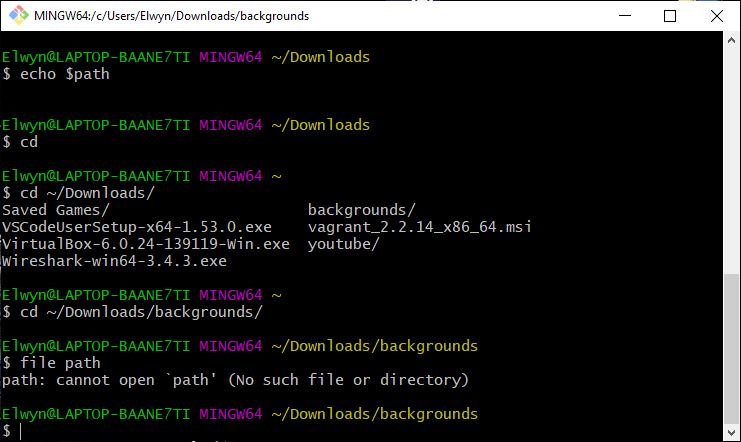 MINGW64:/c/Users/Elwyn/Downloads/backgrounds
Elwyn@LAPTOP-BAANE7TI MINGW64 ~/Downloads
$ echo $path
Elwyn@LAPTOP-BAANE7TI MINGW64 ~/Downloads
$ cd
Elwyn@LAPTOP-BAANE7TI MINGW64 ~
$ cd ~/Downloads/
Saved Games/ backgrounds/
VSCodeUserSetup-x64-1.53.0.exe vagrant_2.2.14_x86_64.msi
VirtualBox-6.0.24-139119-Win.exe youtube/
Wireshark-win64-3.4.3.exe
Elwyn@LAPTOP-BAANE7TI MINGW64 ~
$ cd ~/Downloads/backgrounds/
Elwyn@LAPTOP-BAANE7TI MINGW64 ~/Downloads/backgrounds
$ file path
path: cannot open `path' (No such file or directory)
Elwyn@LAPTOP-BAANE7TI MINGW64 ~/Downloads/backgrounds
$